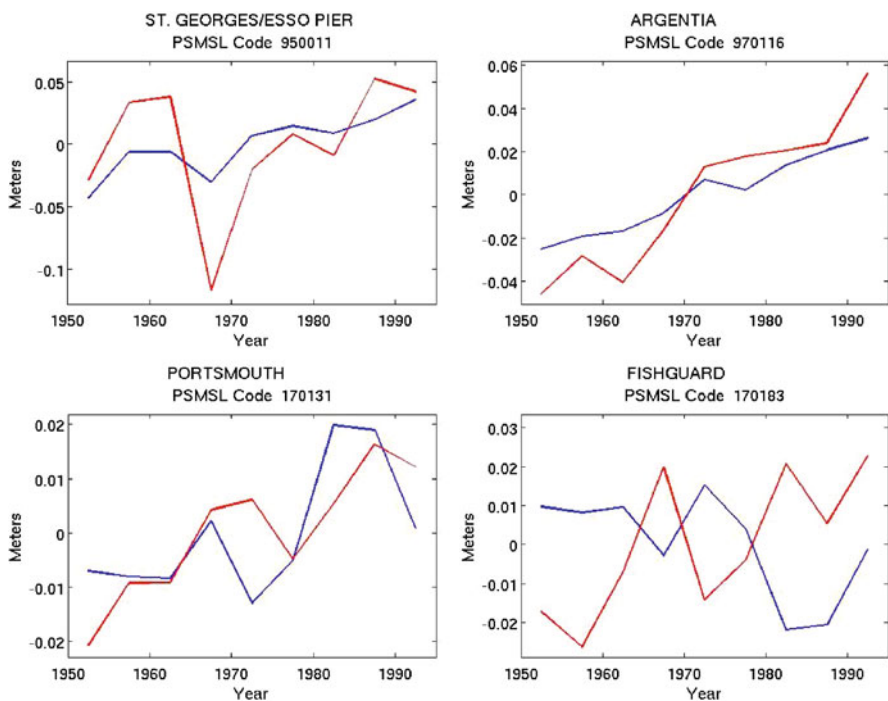 ST. GEORGES/ESSO PIER
PSMSL Code 950011
0.05
0
-0.05
-0.1
Meters
1950 1960 1970 1980 1990
Year
ARGENTIA
PSMSL Code 970116
0.06
0.04
0.02
0
-0.02
-0.04
Meters
1950 1960 1970 1980 1990
Year
PORTSMOUTH
PSMSL Code 170131
0.02
0.01
0
-0.01
-0.02
Meters
1950 1960 1970 1980 1990
Year
FISHGUARD
PSMSL Code 170183
0.03
0.02
0.01
0
-0.01
-0.02
Meters
1950 1960 1970 1980 1990
Year